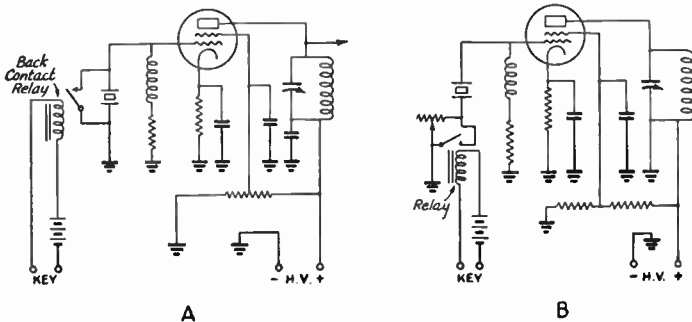 Back
Contact
Relay
KEY
- H.V. +
A
Relay
KEY
- H.V. +
B